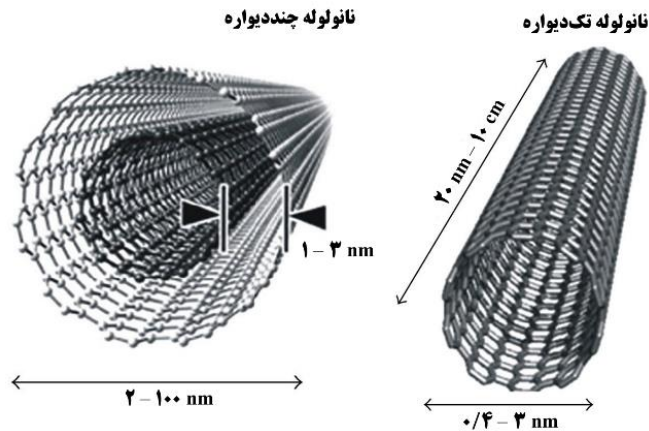 نانولوله تک‌دیواره
نانولوله چنددیواره
۲۰ nm – ۱۰ cm
۱ – ۳ nm
۲ – ۱۰۰ nm
۰/۴ – ۳ nm